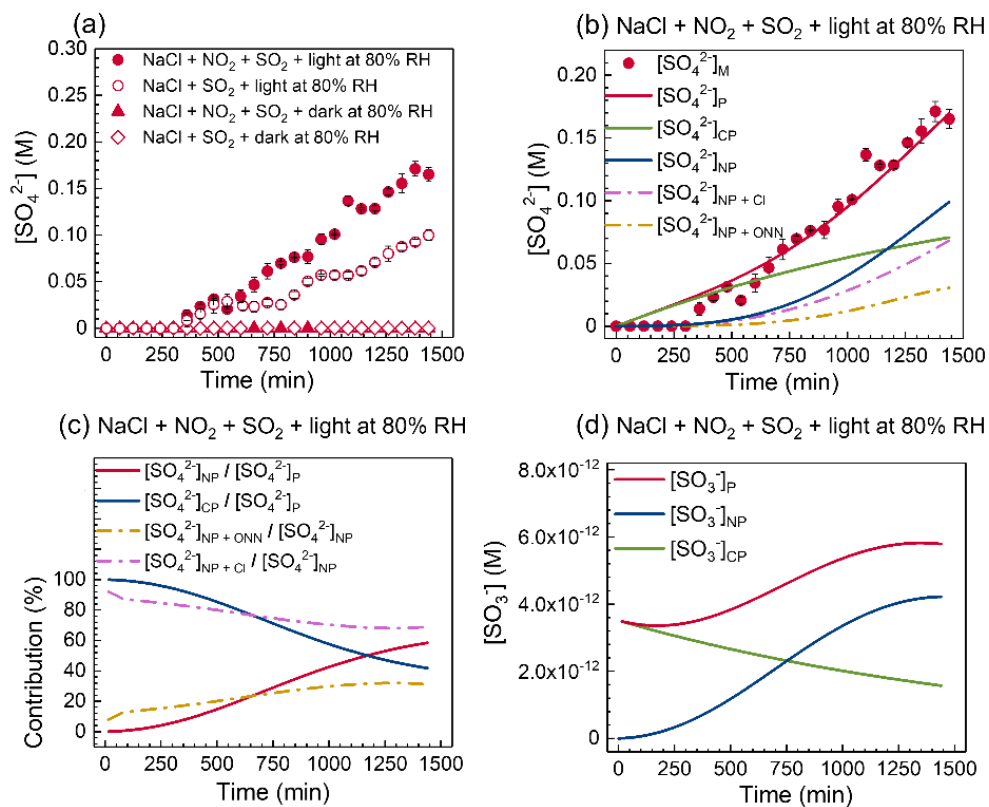 (a)
NaCl + NO₂ + SO₂ + light at 80% RH
NaCl + SO₂ + light at 80% RH
NaCl + NO₂ + SO₂ + dark at 80% RH
NaCl + SO₂ + dark at 80% RH
[SO₄²⁻] (M)
0.30
0.25
0.20
0.15
0.10
0.05
0
0 250 500 750 1000 1250 1500
Time (min)
(b) NaCl + NO₂ + SO₂ + light at 80% RH
[SO₄²⁻]M
[SO₄²⁻]P
[SO₄²⁻]CP
[SO₄²⁻]NP
[SO₄²⁻]NP + Cl
[SO₄²⁻]NP + ONN
[SO₄²⁻] (M)
0.20
0.15
0.10
0.05
0
0 250 500 750 1000 1250 1500
Time (min)
(c) NaCl + NO₂ + SO₂ + light at 80% RH
[SO₄²⁻]NP / [SO₄²⁻]P
[SO₄²⁻]CP / [SO₄²⁻]P
[SO₄²⁻]NP + ONN / [SO₄²⁻]NP
[SO₄²⁻]NP + Cl / [SO₄²⁻]NP
Contribution (%)
100
80
60
40
20
0
0 250 500 750 1000 1250 1500
Time (min)
(d) NaCl + NO₂ + SO₂ + light at 80% RH
[SO₃⁻]P
[SO₃⁻]NP
[SO₃⁻]CP
[SO₃⁻] (M)
8.0x10⁻¹²
6.0x10⁻¹²
4.0x10⁻¹²
2.0x10⁻¹²
0
0 250 500 750 1000 1250 1500
Time (min)